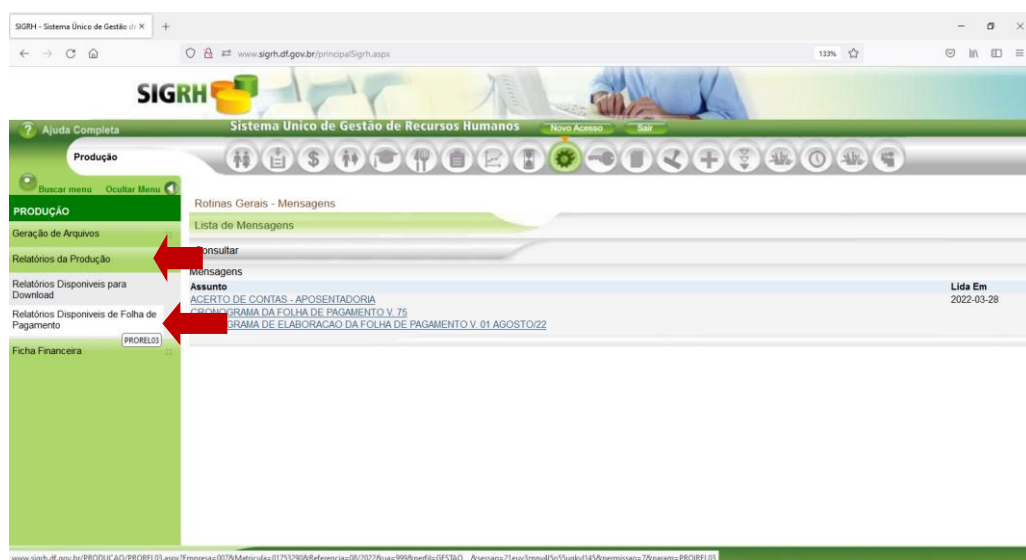 SIGRH - Sistema Único de Gestão de
www.sigrh.df.gov.br/principalSigrh.aspx
133%
SIGRH
Ajuda Completa
Sistema Único de Gestão de Recursos Humanos
Novo Acesso
Sair
Produção
Buscar menu Ocultar Menu
PRODUÇÃO
Geração de Arquivos
Relatórios da Produção
Relatórios Disponiveis para
Download
Relatórios Disponiveis de Folha de
Pagamento
PROREL03
Ficha Financeira
Rotinas Gerais - Mensagens
Lista de Mensagens
Consultar
Mensagens
Assunto Lida Em
ACERTO DE CONTAS - APOSENTADORIA 2022-03-28
CRONOGRAMA DA FOLHA DE PAGAMENTO V. 75
GRAMA DE ELABORACAO DA FOLHA DE PAGAMENTO V. 01 AGOSTO/22